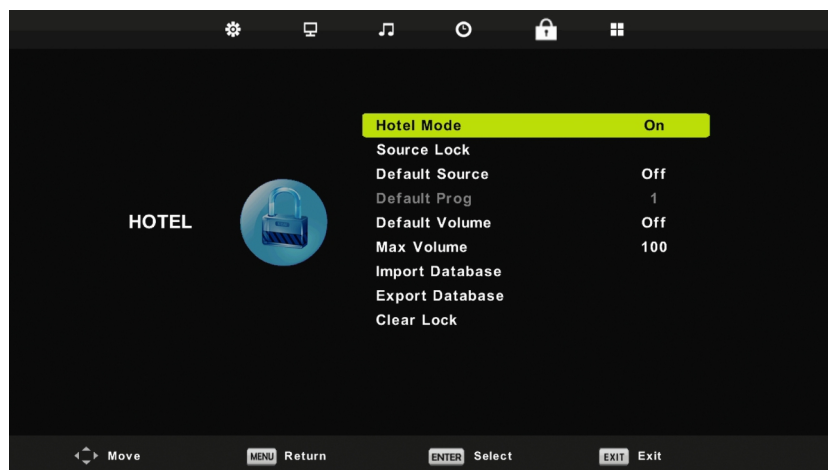 HOTEL
Hotel Mode On
Source Lock
Default Source Off
Default Prog 1
Default Volume Off
Max Volume 100
Import Database
Export Database
Clear Lock
Move MENU Return ENTER Select EXIT Exit